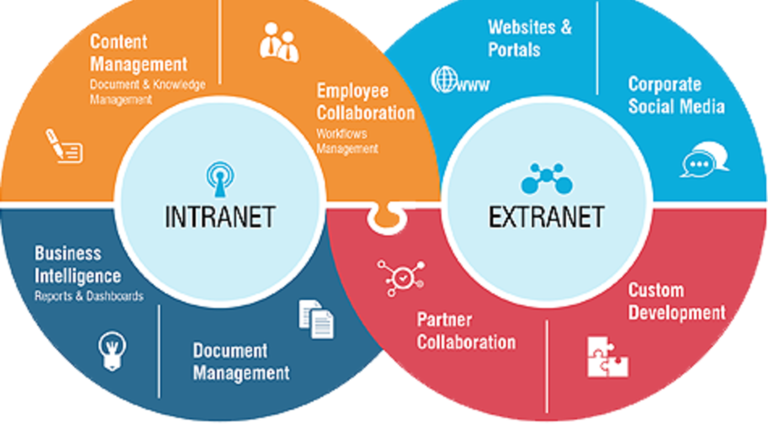 Content
Management
Document & Knowledge
Management
Employee
Collaboration
Workflows
Management
INTRANET
Business
Intelligence
Reports & Dashboards
Document
Management
Websites &
Portals
www
Corporate
Social Media
EXTRANET
Partner
Collaboration
Custom
Development